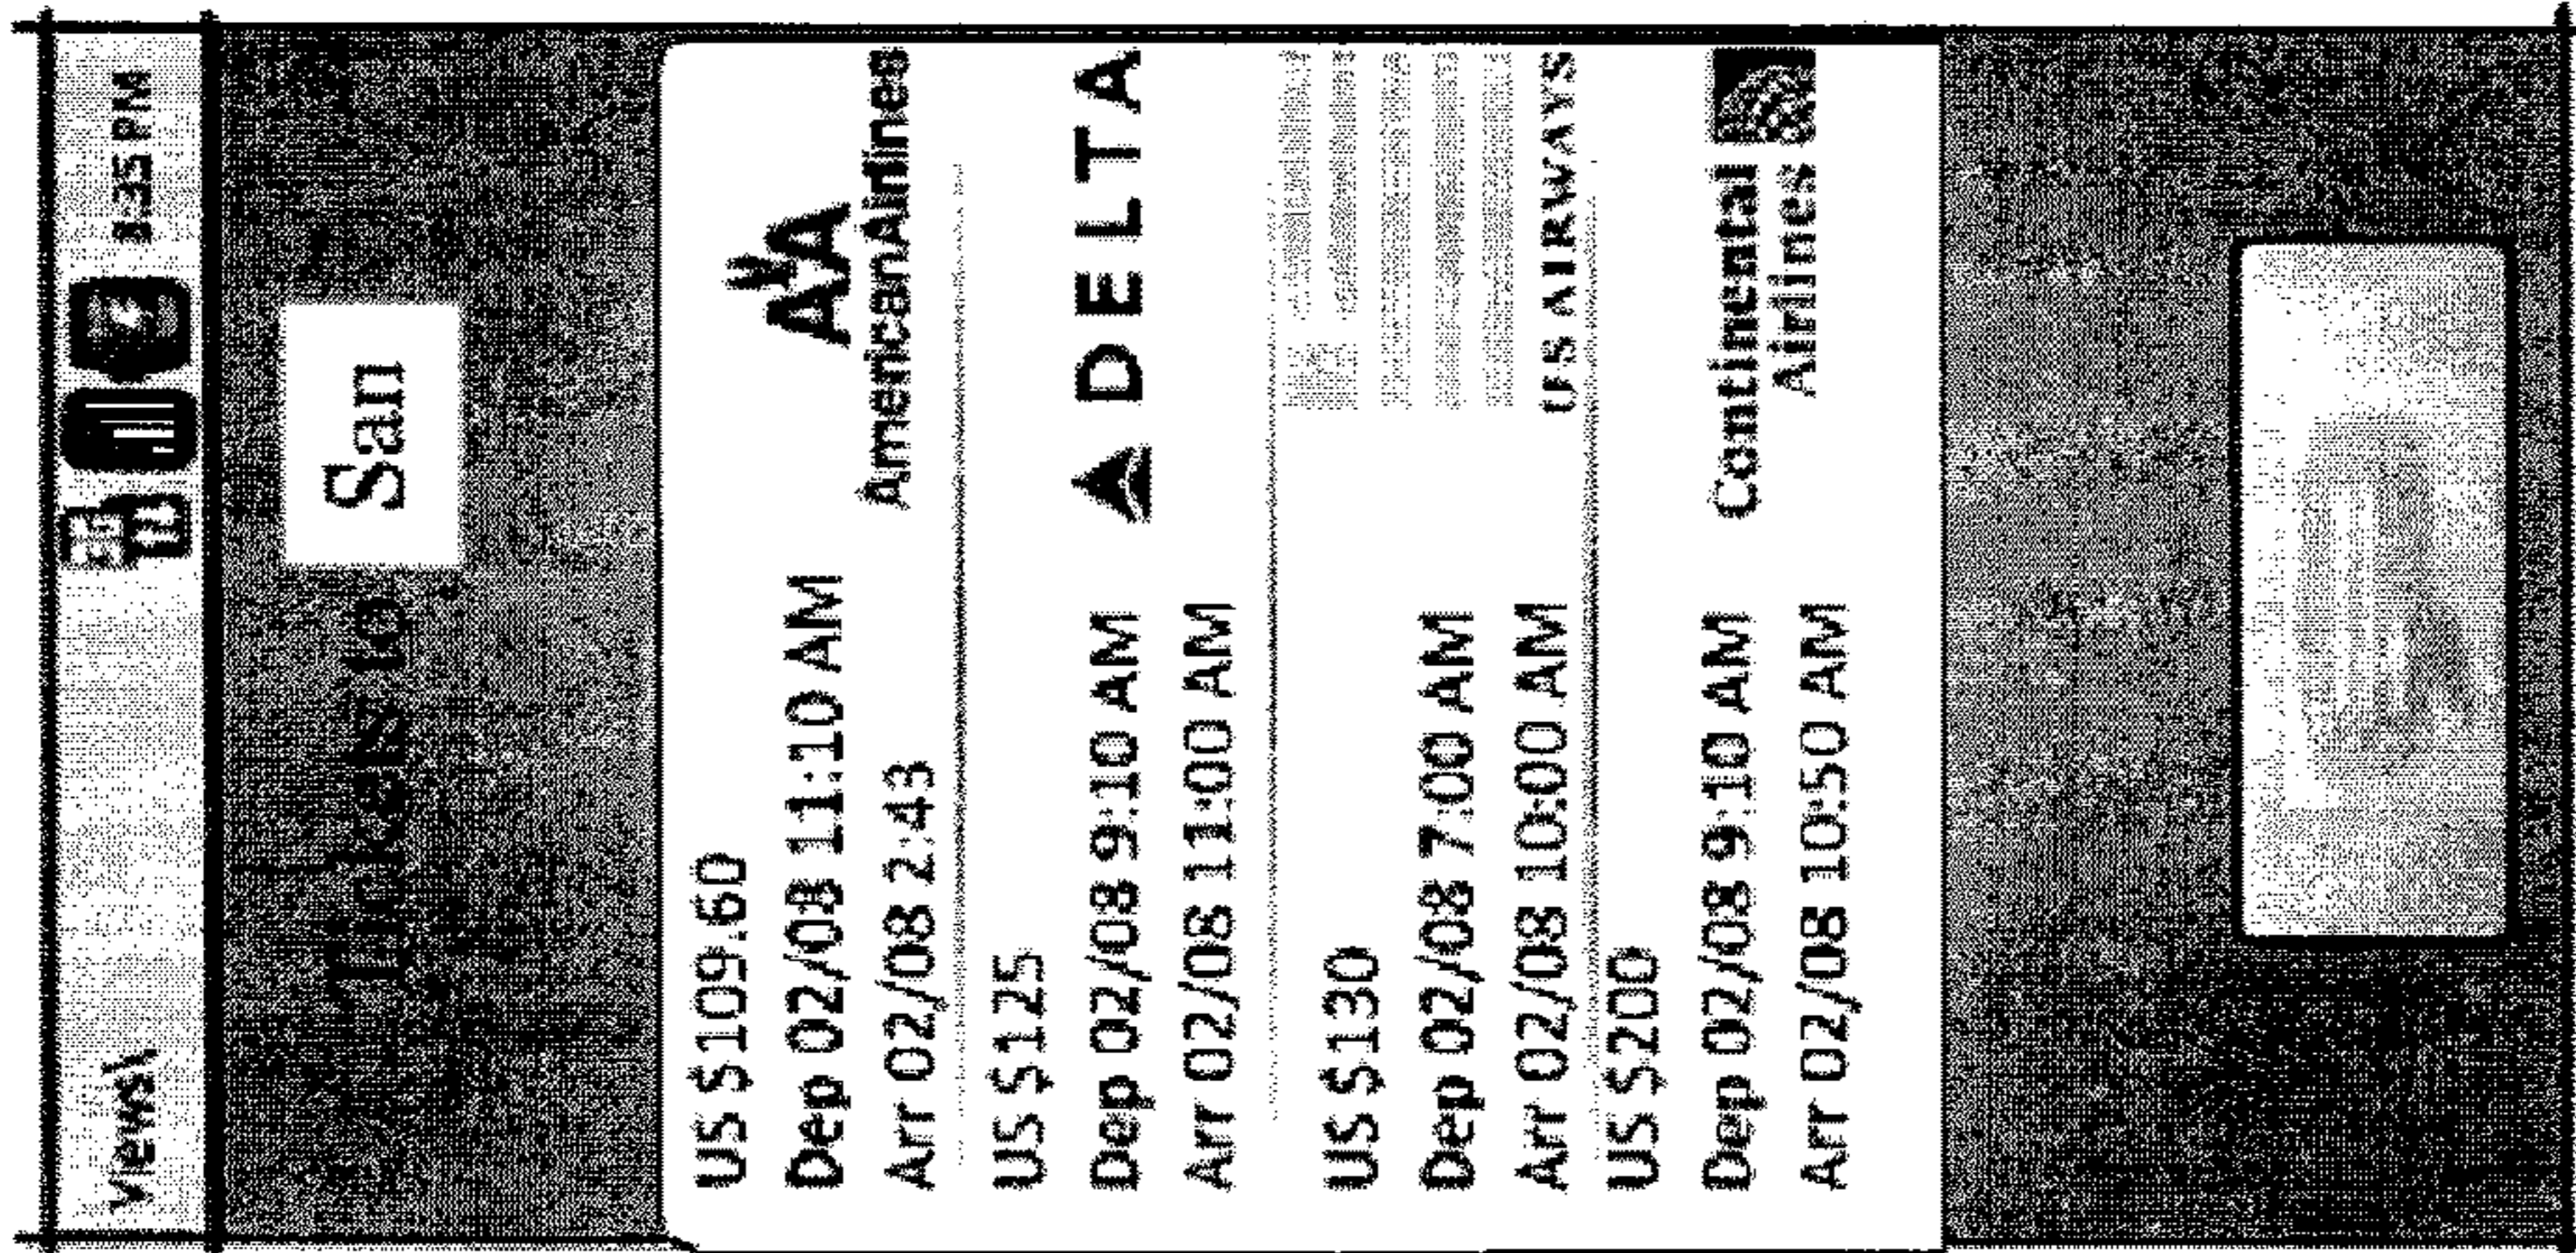 Views\
Tickets to San
US $109.60
Dep 02/08 11:10 AM
Arr 02/08 2:43
AA
AmericanAirlines
US $125
Dep 02/08 9:10 AM
Arr 02/08 11:00 AM
DELTA
US $130
Dep 02/08 7:00 AM
Arr 02/08 10:00 AM
US AIRWAYS
US $200
Dep 02/08 9:10 AM
Arr 02/08 10:50 AM
Continental
Airlines